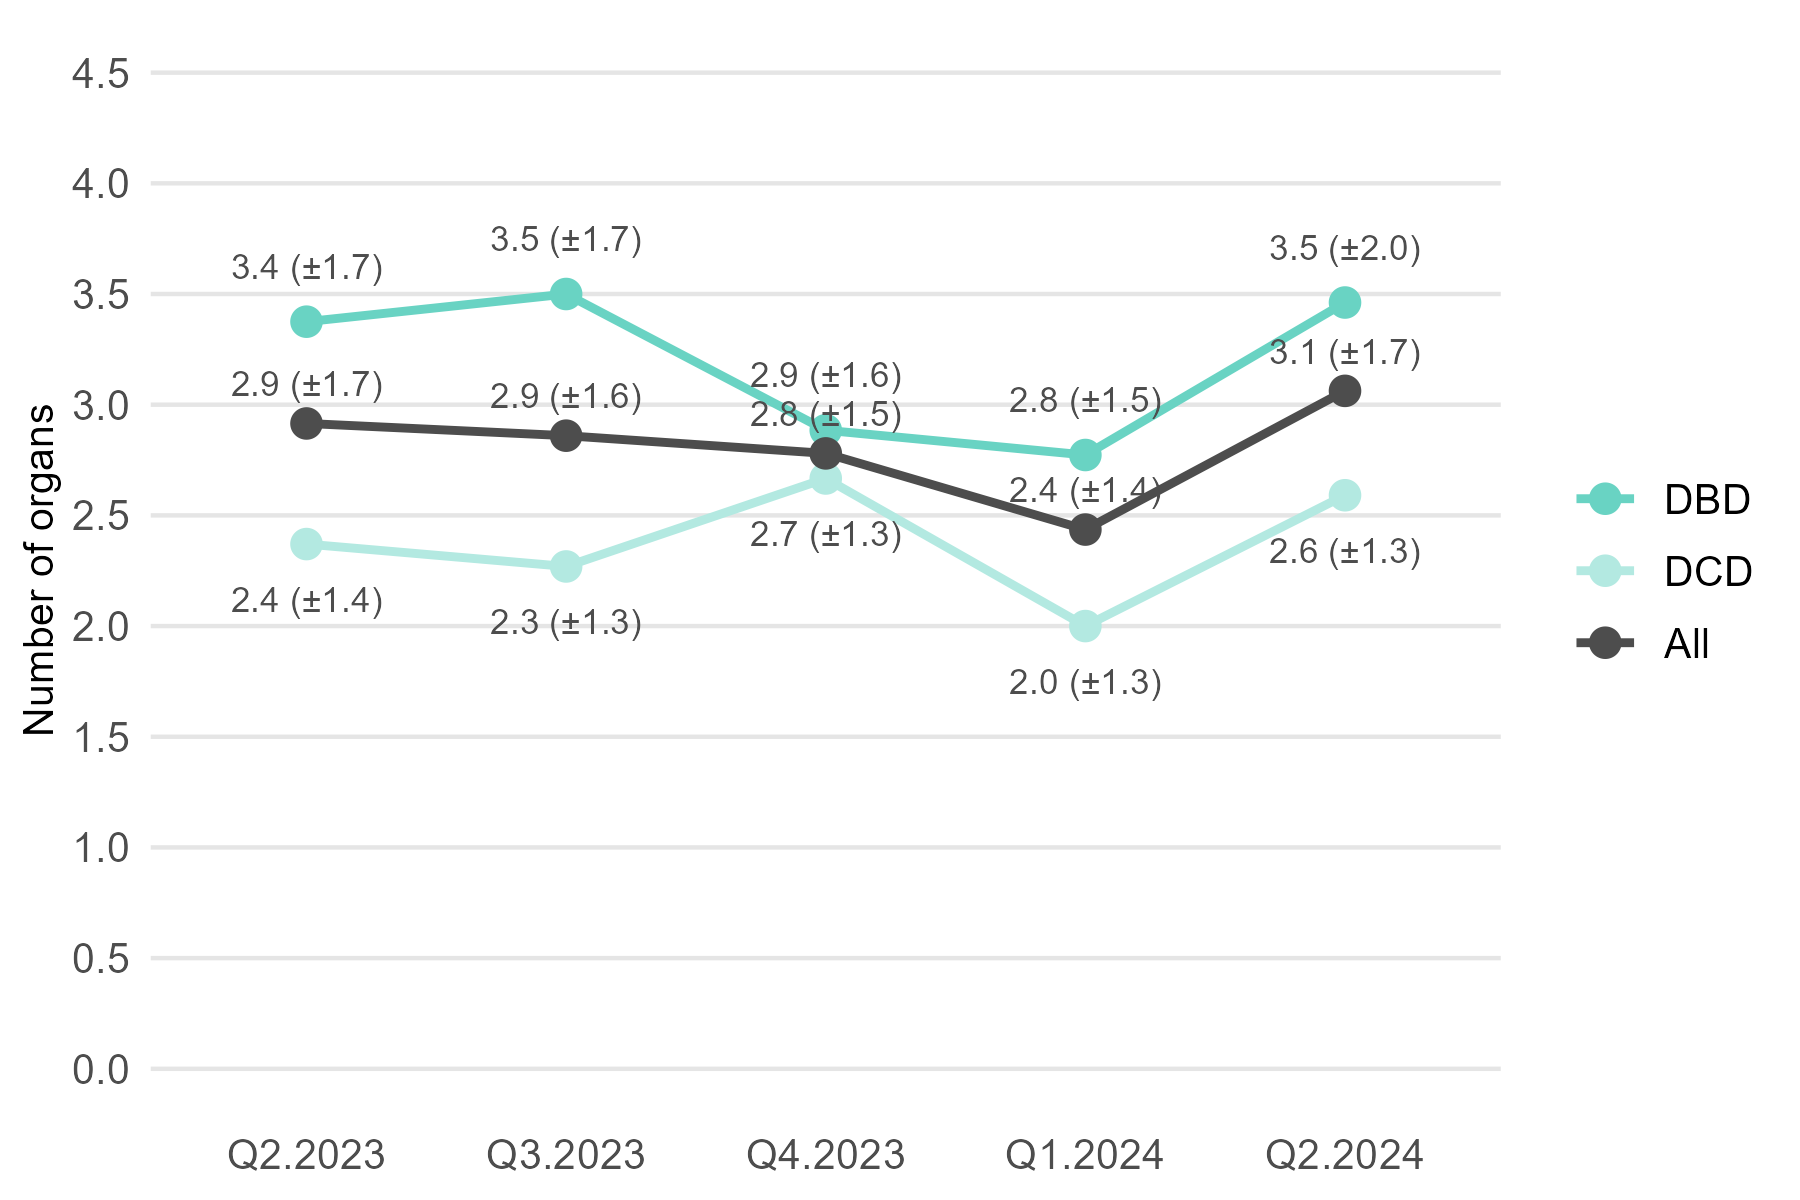 4.5
4.0
3.5
3.0
2.5
2.0
1.5
1.0
0.5
0.0
Number of organs
3.4 (±1.7)
3.5 (±1.7)
2.9 (±1.6)
2.8 (±1.5)
3.5 (±2.0)
2.9 (±1.7)
2.9 (±1.6)
2.8 (±1.5)
2.4 (±1.4)
3.1 (±1.7)
2.4 (±1.4)
2.3 (±1.3)
2.7 (±1.3)
2.0 (±1.3)
2.6 (±1.3)
Q2.2023
Q3.2023
Q4.2023
Q1.2024
Q2.2024
DBD
DCD
All